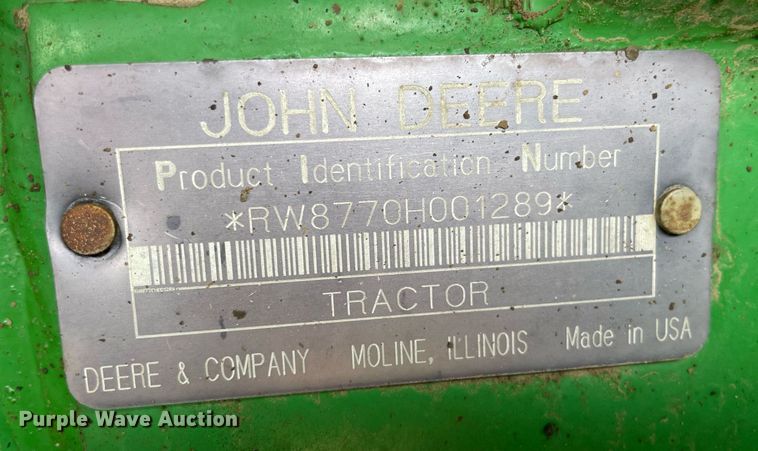 JOHN DEERE
Product Identification Number
*RW8770H001289*
TRACTOR
DEERE & COMPANY MOLINE, ILLINOIS Made in USA
Purple Wave Auction